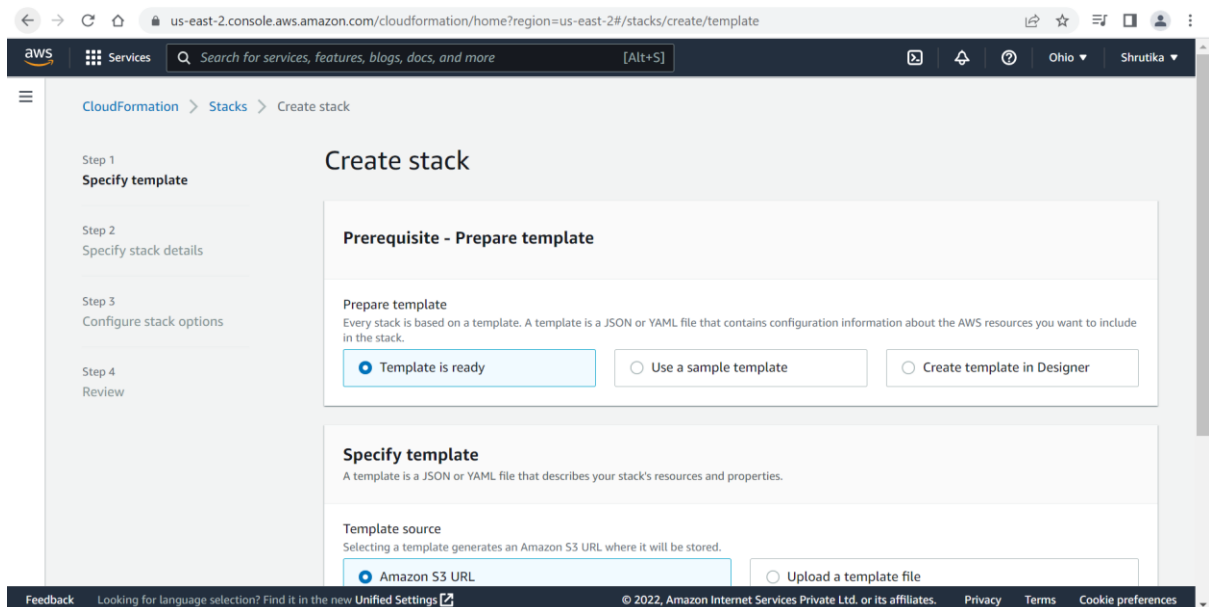 us-east-2.console.aws.amazon.com/cloudformation/home?region=us-east-2#/stacks/create/template
aws Services Search for services, features, blogs, docs, and more [Alt+S] Ohio Shrutika
CloudFormation Stacks Create stack
Step 1
Specify template
Step 2
Specify stack details
Step 3
Configure stack options
Step 4
Review
Create stack
Prerequisite - Prepare template
Prepare template
Every stack is based on a template. A template is a JSON or YAML file that contains configuration information about the AWS resources you want to include
in the stack.
Template is ready Use a sample template Create template in Designer
Specify template
A template is a JSON or YAML file that describes your stack's resources and properties.
Template source
Selecting a template generates an Amazon S3 URL where it will be stored.
Amazon S3 URL Upload a template file
Feedback Looking for language selection? Find it in the new Unified Settings © 2022, Amazon Internet Services Private Ltd. or its affiliates. Privacy Terms Cookie preferences